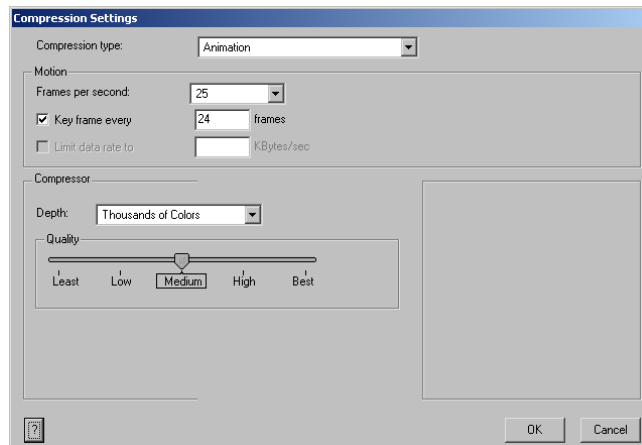 Compression Settings
Compression type: Animation
Motion
Frames per second: 25
Key frame every 24 frames
Limit data rate to KBytes/sec
Compressor
Depth: Thousands of Colors
Quality
Least Low Medium High Best
? OK Cancel